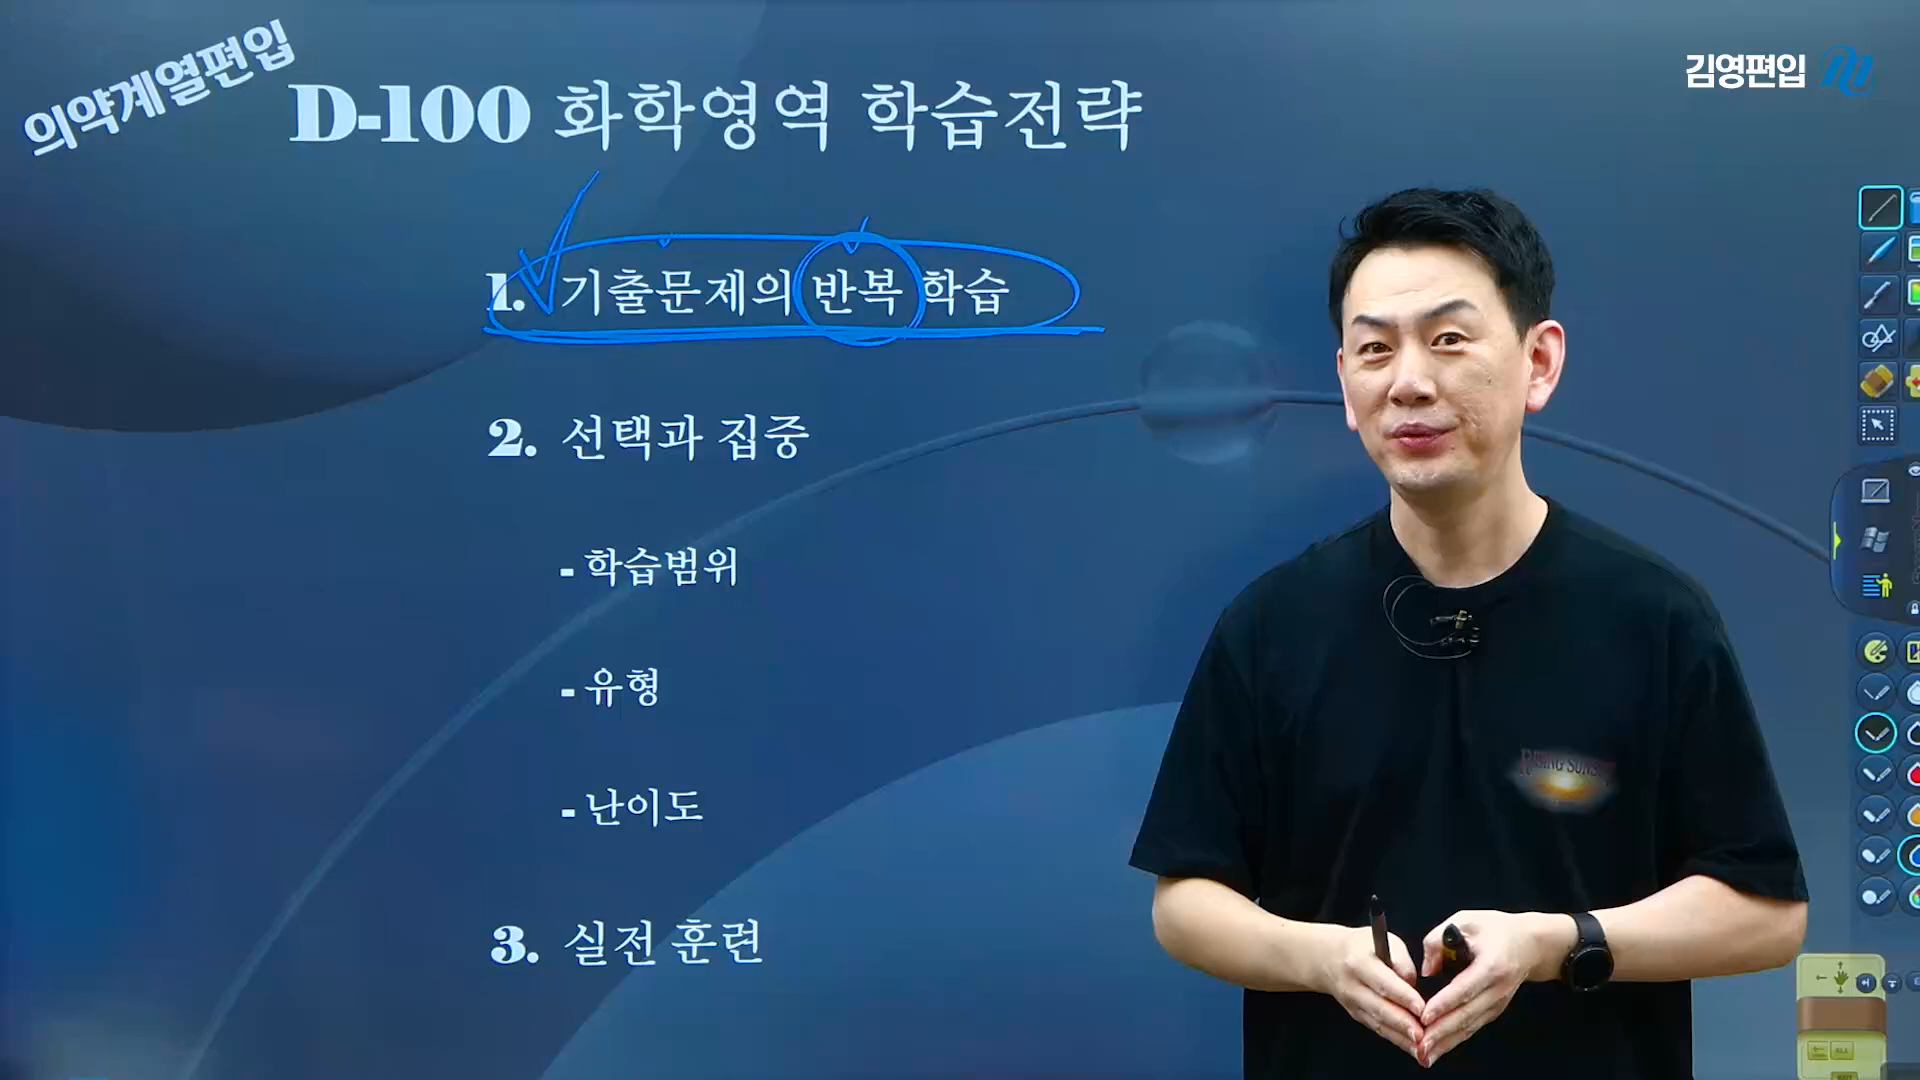 의약계열편입
김영편입
D-100 화학영역 학습전략
1. 기출문제의 반복 학습
2. 선택과 집중
- 학습범위
- 유형
- 난이도
3. 실전 훈련